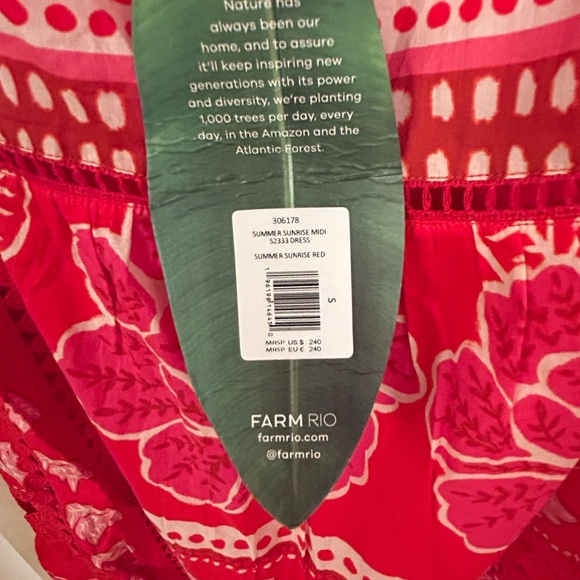 Nature has
always been our
home, and to assure
it'll keep inspiring new
generations with its power
and diversity, we're planting
1,000 trees per day, every
day, in the Amazon and the
Atlantic Forest.
306178
SUMMER SUNRISE MIDI
52333 DRESS
SUMMER SUNRISE RED
S
MRSP US $ 240
MRSP EU € 240
FARM RIO
farmrio.com
@farmrio